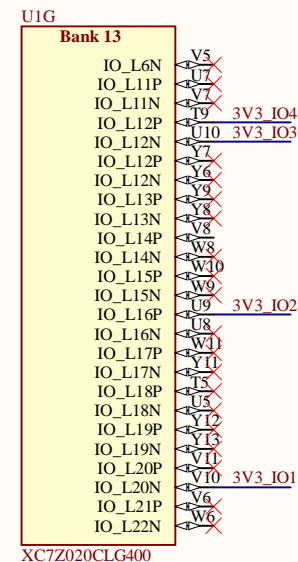 U1G
Bank 13
IO_L6N V5
IO_L11P U7
IO_L11N V7
IO_L12P T9 3V3_IO4
IO_L12N U10 3V3_IO3
IO_L12P Y7
IO_L12N Y6
IO_L13P Y9
IO_L13N Y8
IO_L14P V8
IO_L14N W8
IO_L15P W10
IO_L15N W9
IO_L16P U9 3V3_IO2
IO_L16N U8
IO_L17P W11
IO_L17N Y11
IO_L18P T5
IO_L18N U5
IO_L19P Y12
IO_L19N Y13
IO_L20P V11
IO_L20N V10 3V3_IO1
IO_L21P V6
IO_L22N W6
XC7Z020CLG400